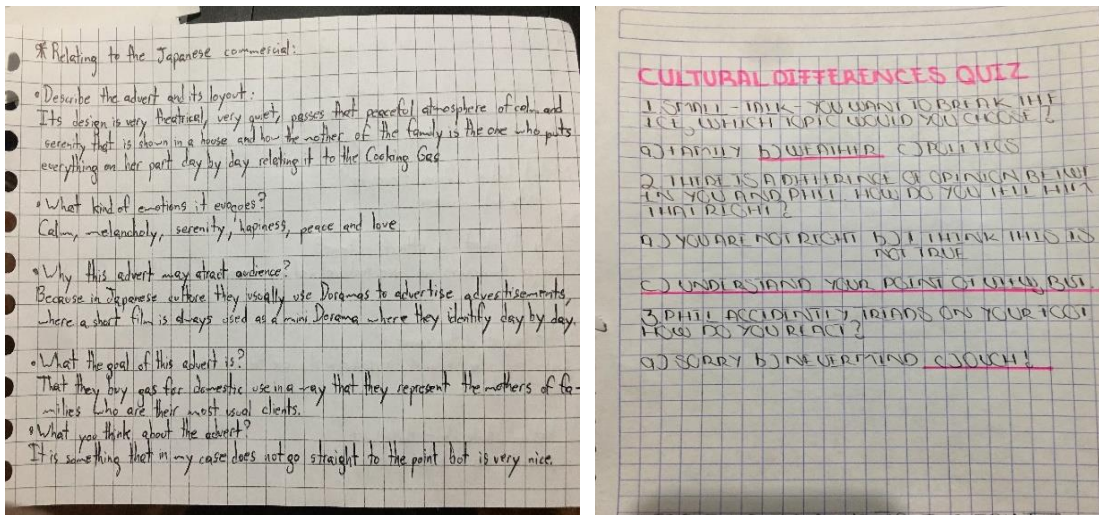 * Relating to the Japanese commercial:
• Describe the advert and its loyout:
Its design is very theatrical, very quiet, passes that peaceful atmosphere of calm and
serenity that is shown in a house and how the mother of the family is the one who puts
everything on her part day by day relating it to the Cooking Gas
• What kind of emotions it evoques?
Calm, melancholy, serenity, hapiness, peace and love
• Why this advert may atract audience?
Because in Japanese culture they usually use Doramas to advertise advertisements,
where a short film is always used as a mini Dorama where they identify day by day.
• What the goal of this advert is?
That they buy gas for domestic use in a way that they represent the mothers of fa-
milies who are their most usual clients.
• What you think about the advert?
It is something that in my case does not go straight to the point but is very nice.
CULTURAL DIFFERENCES QUIZ
1. SMALL-TALK-YOU WANT TO BREAK THE
ICE, WHICH TOPIC WOULD YOU CHOOSE?
a) FAMILY b) WEATHER c) POLITICS
2. THERE IS A DIFFERENCE OF OPINION BETWE
EN YOU AND PHIL. HOW DO YOU TELL HIM
THAT RIGHT?
a) YOU ARE NOT RIGHT b) I THINK THIS IS
NOT TRUE
c) UNDERSTAND YOUR POINT OF VIEW, BUT
3. PHIL ACCIDENTLY TREADS ON YOUR FOOT
HOW DO YOU REACT?
a) SORRY b) NEVERMIND c) OUCH!